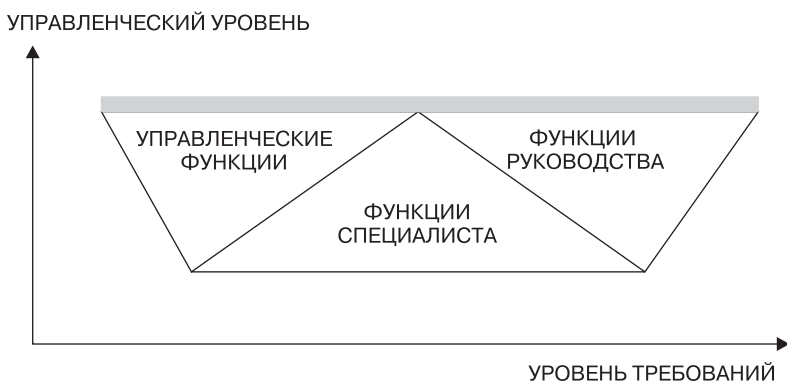 УПРАВЛЕНЧЕСКИЙ УРОВЕНЬ
УПРАВЛЕНЧЕСКИЕ
ФУНКЦИИ
ФУНКЦИИ
РУКОВОДСТВА
ФУНКЦИИ
СПЕЦИАЛИСТА
УРОВЕНЬ ТРЕБОВАНИЙ